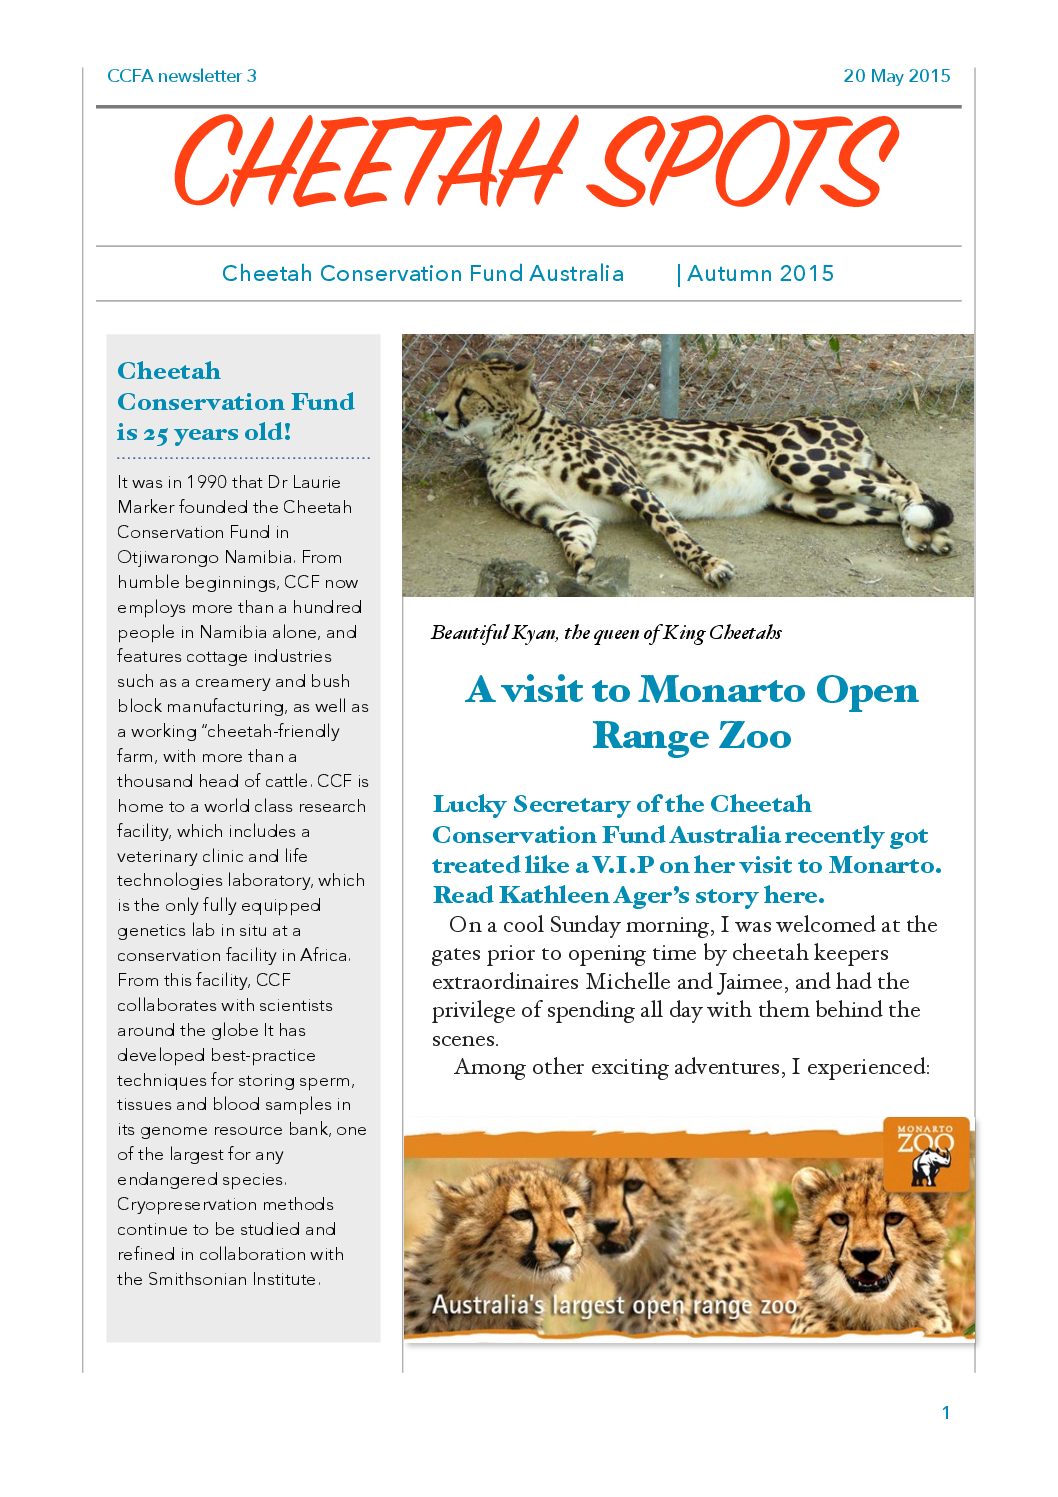 CCFA newsletter 3
20 May 2015
CHEETAH SPOTS
Cheetah Conservation Fund Australia | Autumn 2015
Cheetah
Conservation Fund
is 25 years old!
It was in 1990 that Dr Laurie
Marker founded the Cheetah
Conservation Fund in
Otjiwarongo Namibia. From
humble beginnings, CCF now
employs more than a hundred
people in Namibia alone, and
features cottage industries
such as a creamery and bush
block manufacturing, as well as
a working “cheetah-friendly
farm, with more than a
thousand head of cattle. CCF is
home to a world class research
facility, which includes a
veterinary clinic and life
technologies laboratory, which
is the only fully equipped
genetics lab in situ at a
conservation facility in Africa.
From this facility, CCF
collaborates with scientists
around the globe It has
developed best-practice
techniques for storing sperm,
tissues and blood samples in
its genome resource bank, one
of the largest for any
endangered species.
Cryopreservation methods
continue to be studied and
refined in collaboration with
the Smithsonian Institute.
Beautiful Kyan, the queen of King Cheetahs
A visit to Monarto Open
Range Zoo
Lucky Secretary of the Cheetah
Conservation Fund Australia recently got
treated like a V.I.P on her visit to Monarto.
Read Kathleen Ager’s story here.
On a cool Sunday morning, I was welcomed at the
gates prior to opening time by cheetah keepers
extraordinaires Michelle and Jaimee, and had the
privilege of spending all day with them behind the
scenes.
Among other exciting adventures, I experienced:
MONARTO
ZOO
Australia's largest open range zoo
1